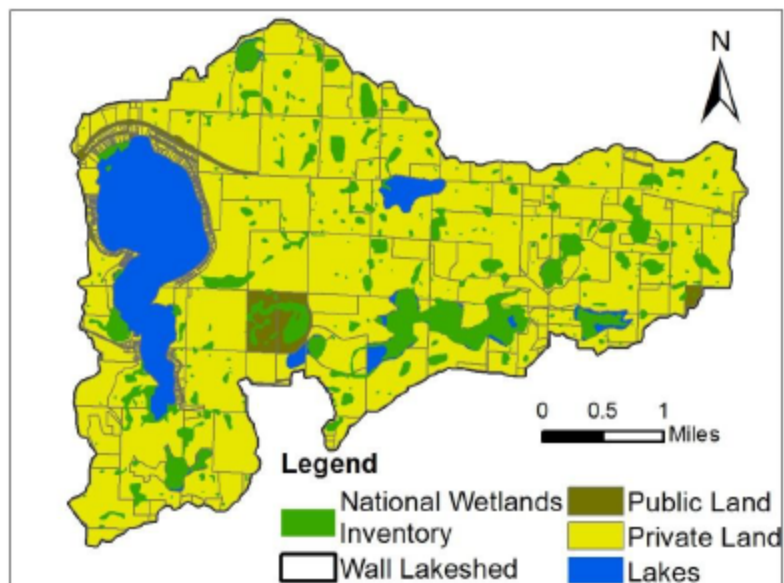 N
0 0.5 1
Miles
Legend
National Wetlands
Inventory
Wall Lakeshed
Public Land
Private Land
Lakes